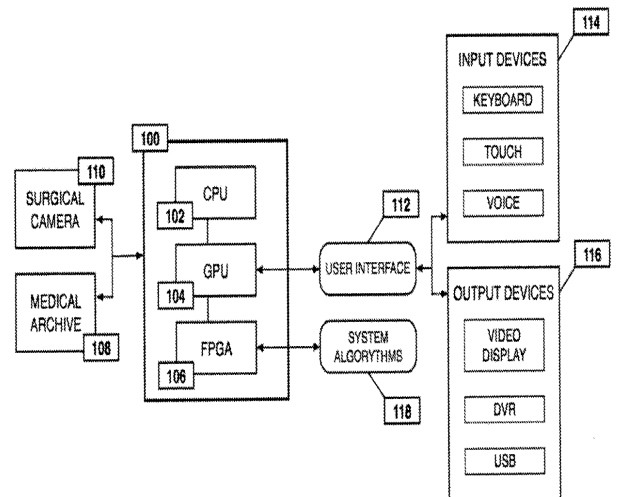 114
INPUT DEVICES
KEYBOARD
TOUCH
VOICE
100
110
SURGICAL
CAMERA
CPU
102
112
GPU
104
USER INTERFACE
116
OUTPUT DEVICES
MEDICAL
ARCHIVE
108
FPGA
106
SYSTEM
ALGORYTHMS
118
VIDEO
DISPLAY
DVR
USB